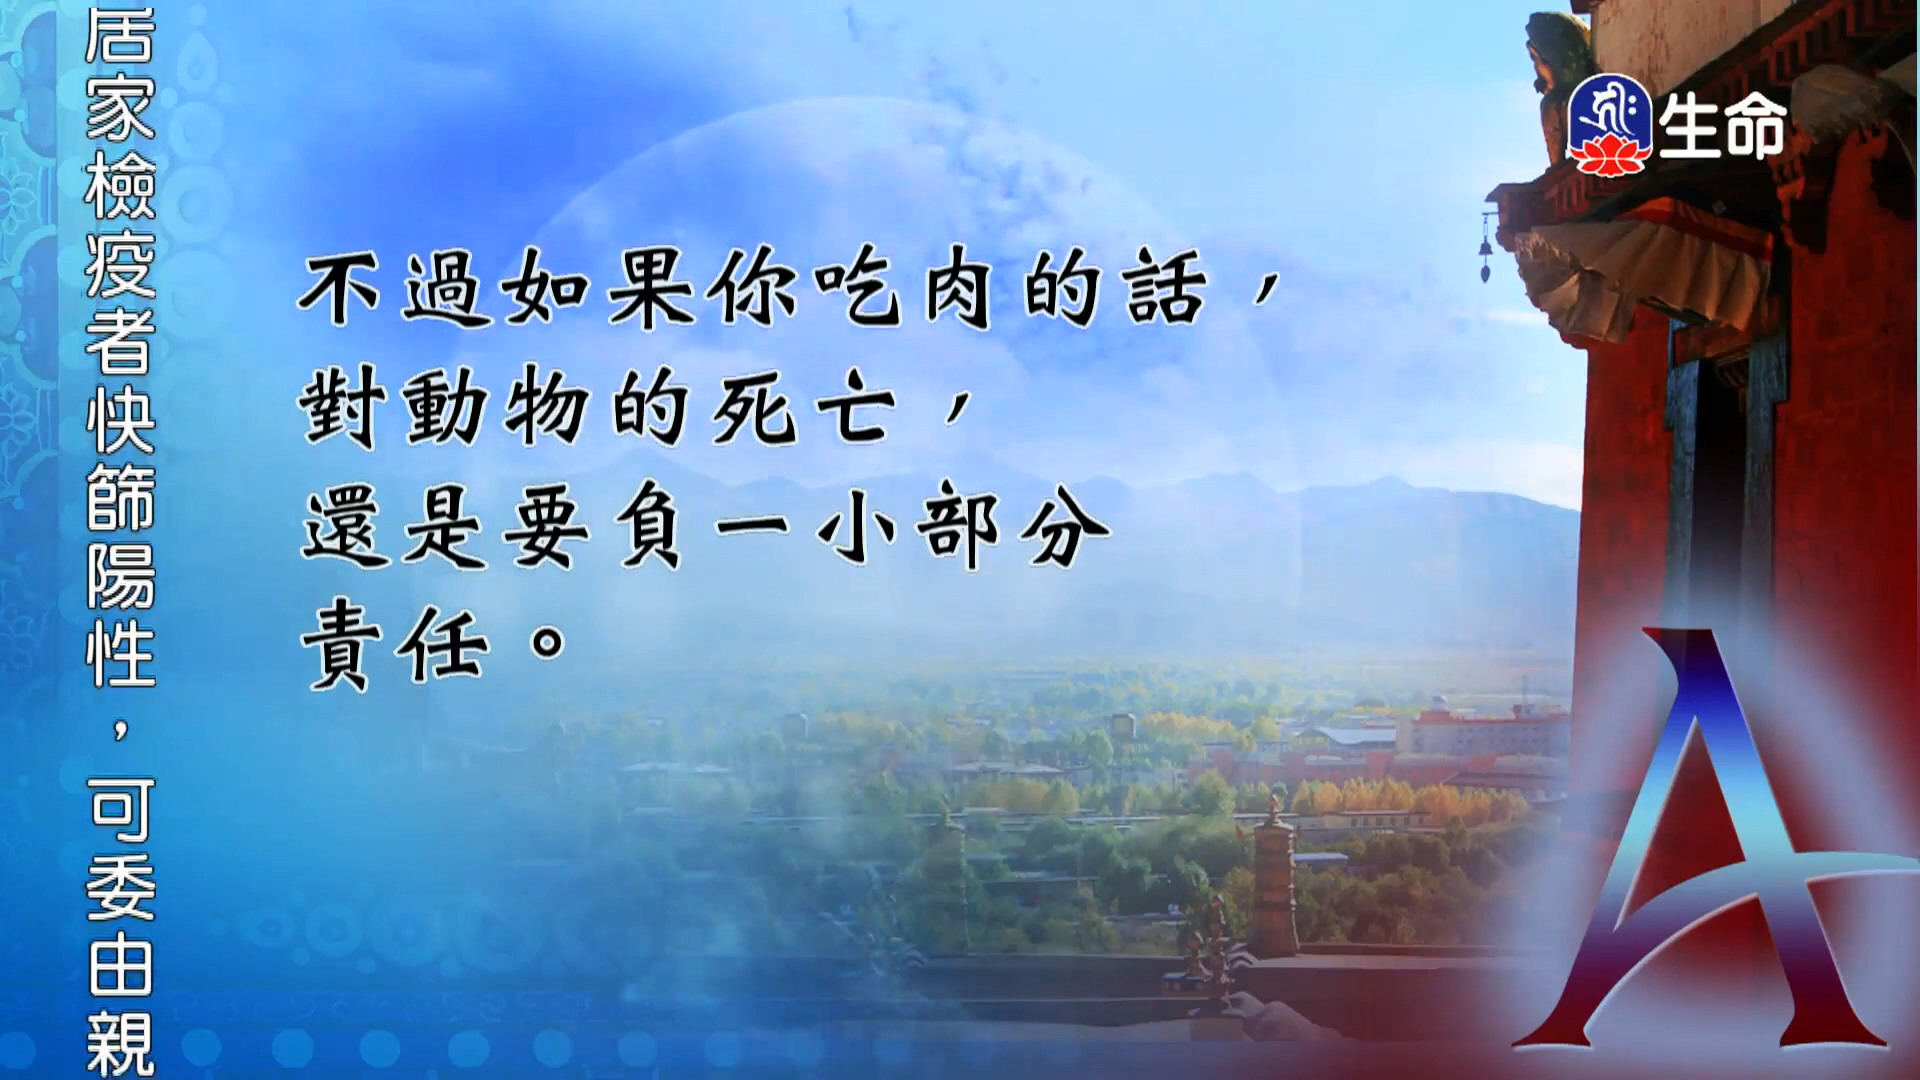 居家檢疫者快篩陽性，可委由親
生命
不過如果你吃肉的話，
對動物的死亡，
還是要負一小部分
責任。
A